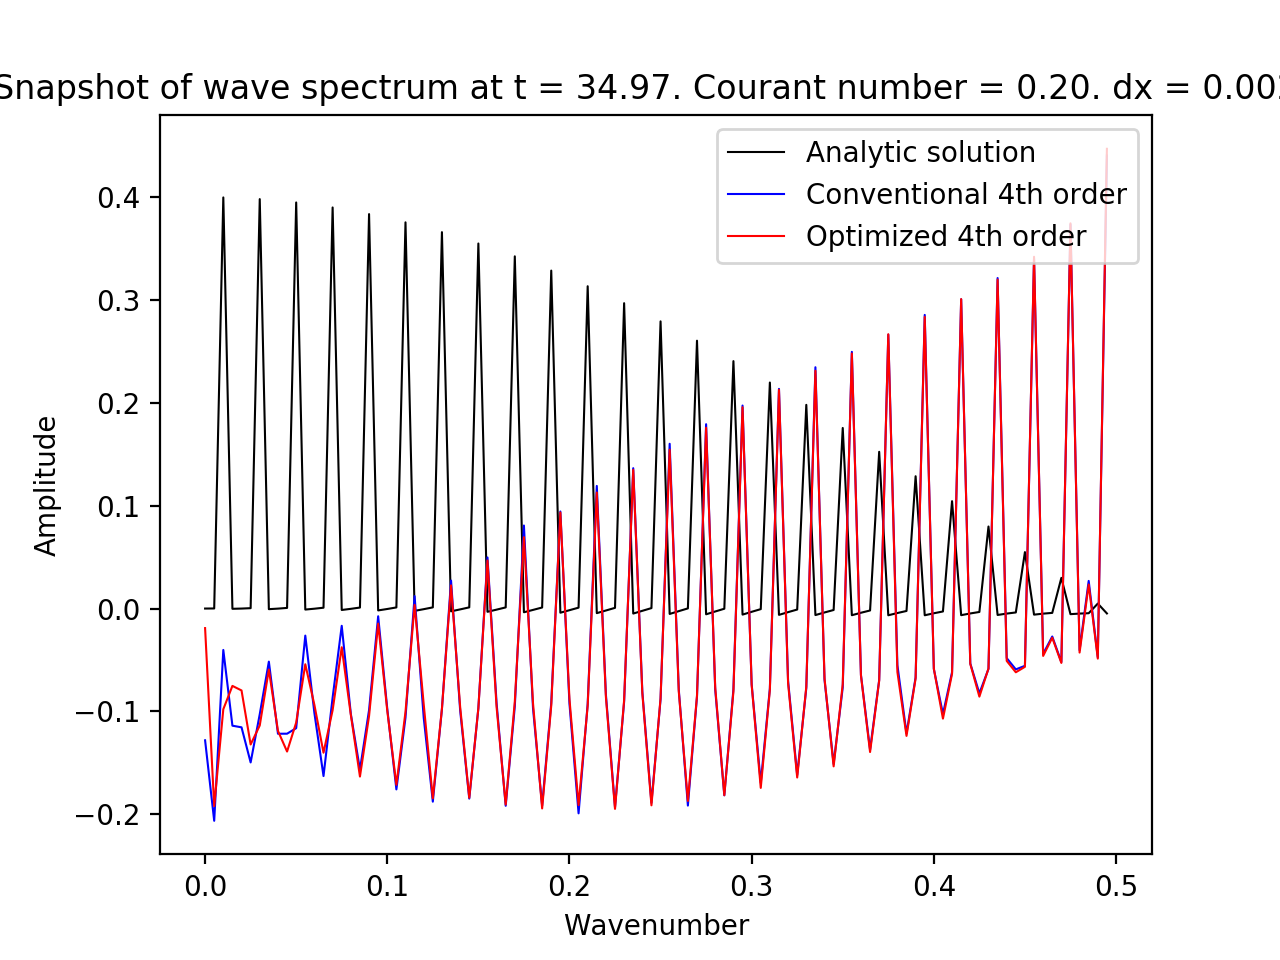 Snapshot of wave spectrum at t = 34.97. Courant number = 0.20. dx = 0.002
Analytic solution
Conventional 4th order
Optimized 4th order
0.4
0.3
0.2
0.1
0.0
−0.1
−0.2
Amplitude
0.0 0.1 0.2 0.3 0.4 0.5
Wavenumber